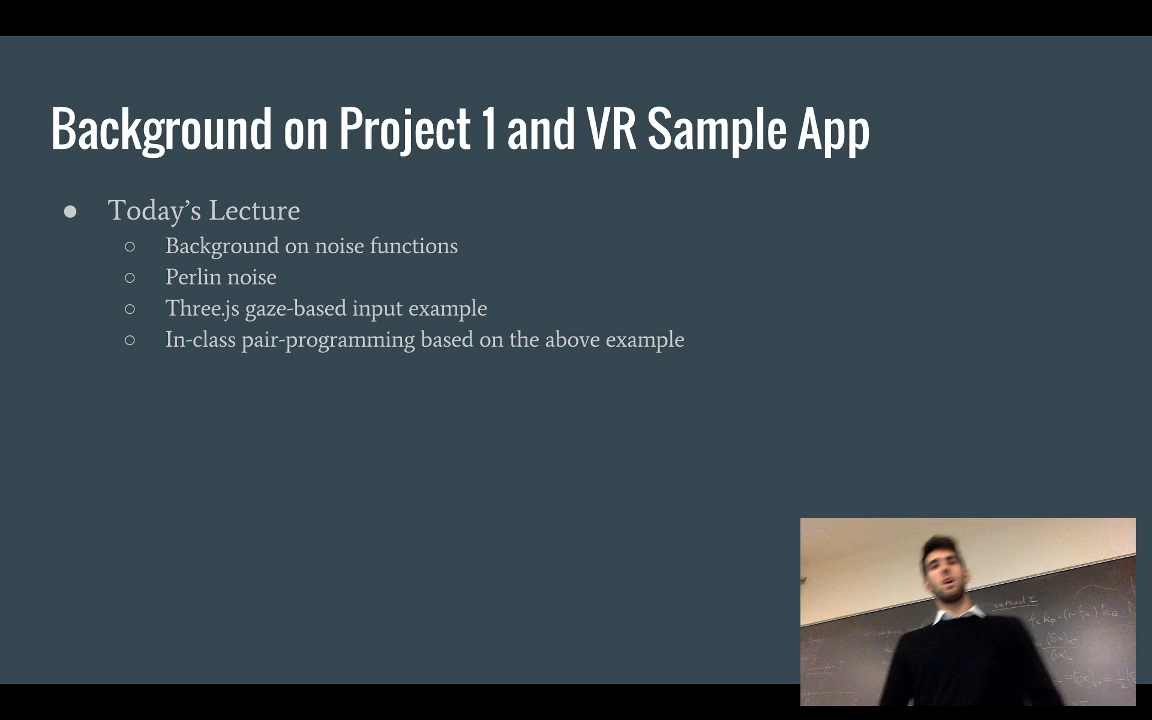 Background on Project 1 and VR Sample App
● Today’s Lecture
○ Background on noise functions
○ Perlin noise
○ Three.js gaze-based input example
○ In-class pair-programming based on the above example
method I